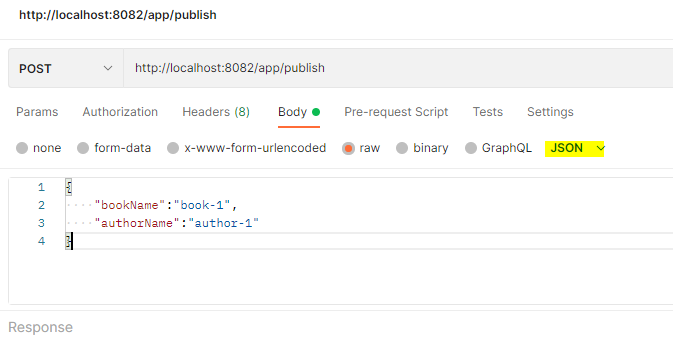 http://localhost:8082/app/publish
POST http://localhost:8082/app/publish
Params Authorization Headers (8) Body Pre-request Script Tests Settings
none form-data x-www-form-urlencoded raw binary GraphQL JSON
1 {
2 ····"bookName":"book-1",
3 ····"authorName":"author-1"
4 }
Response